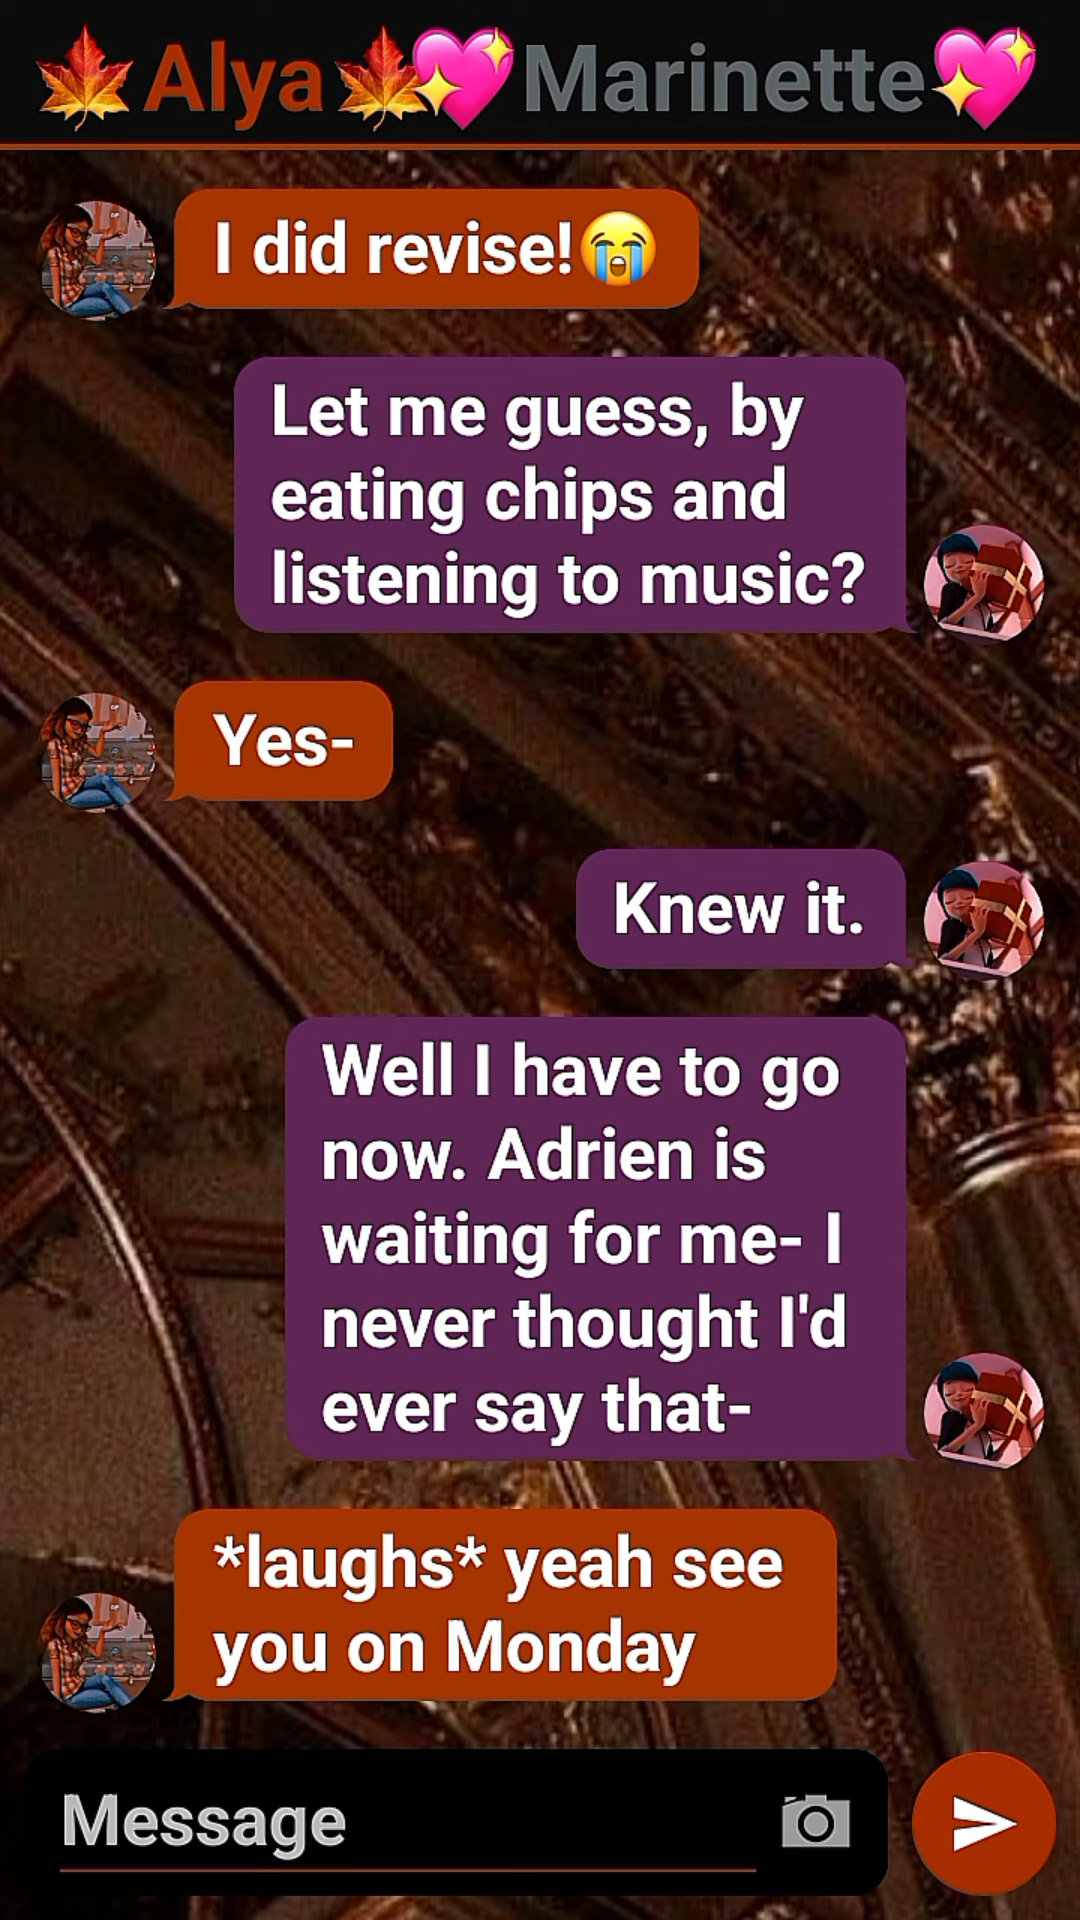 🍁Alya🍁💖Marinette💖
I did revise!😭
Let me guess, by
eating chips and
listening to music?
Yes-
Knew it.
Well I have to go
now. Adrien is
waiting for me- I
never thought I'd
ever say that-
*laughs* yeah see
you on Monday
Message